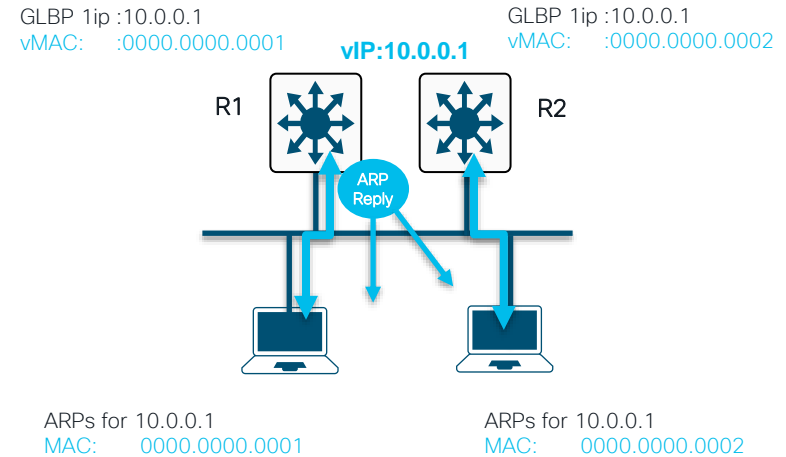 GLBP 1ip :10.0.0.1
vMAC: :0000.0000.0001
GLBP 1ip :10.0.0.1
vMAC: :0000.0000.0002
vIP:10.0.0.1
R1
R2
ARP
Reply
ARPs for 10.0.0.1
MAC: 0000.0000.0001
ARPs for 10.0.0.1
MAC: 0000.0000.0002